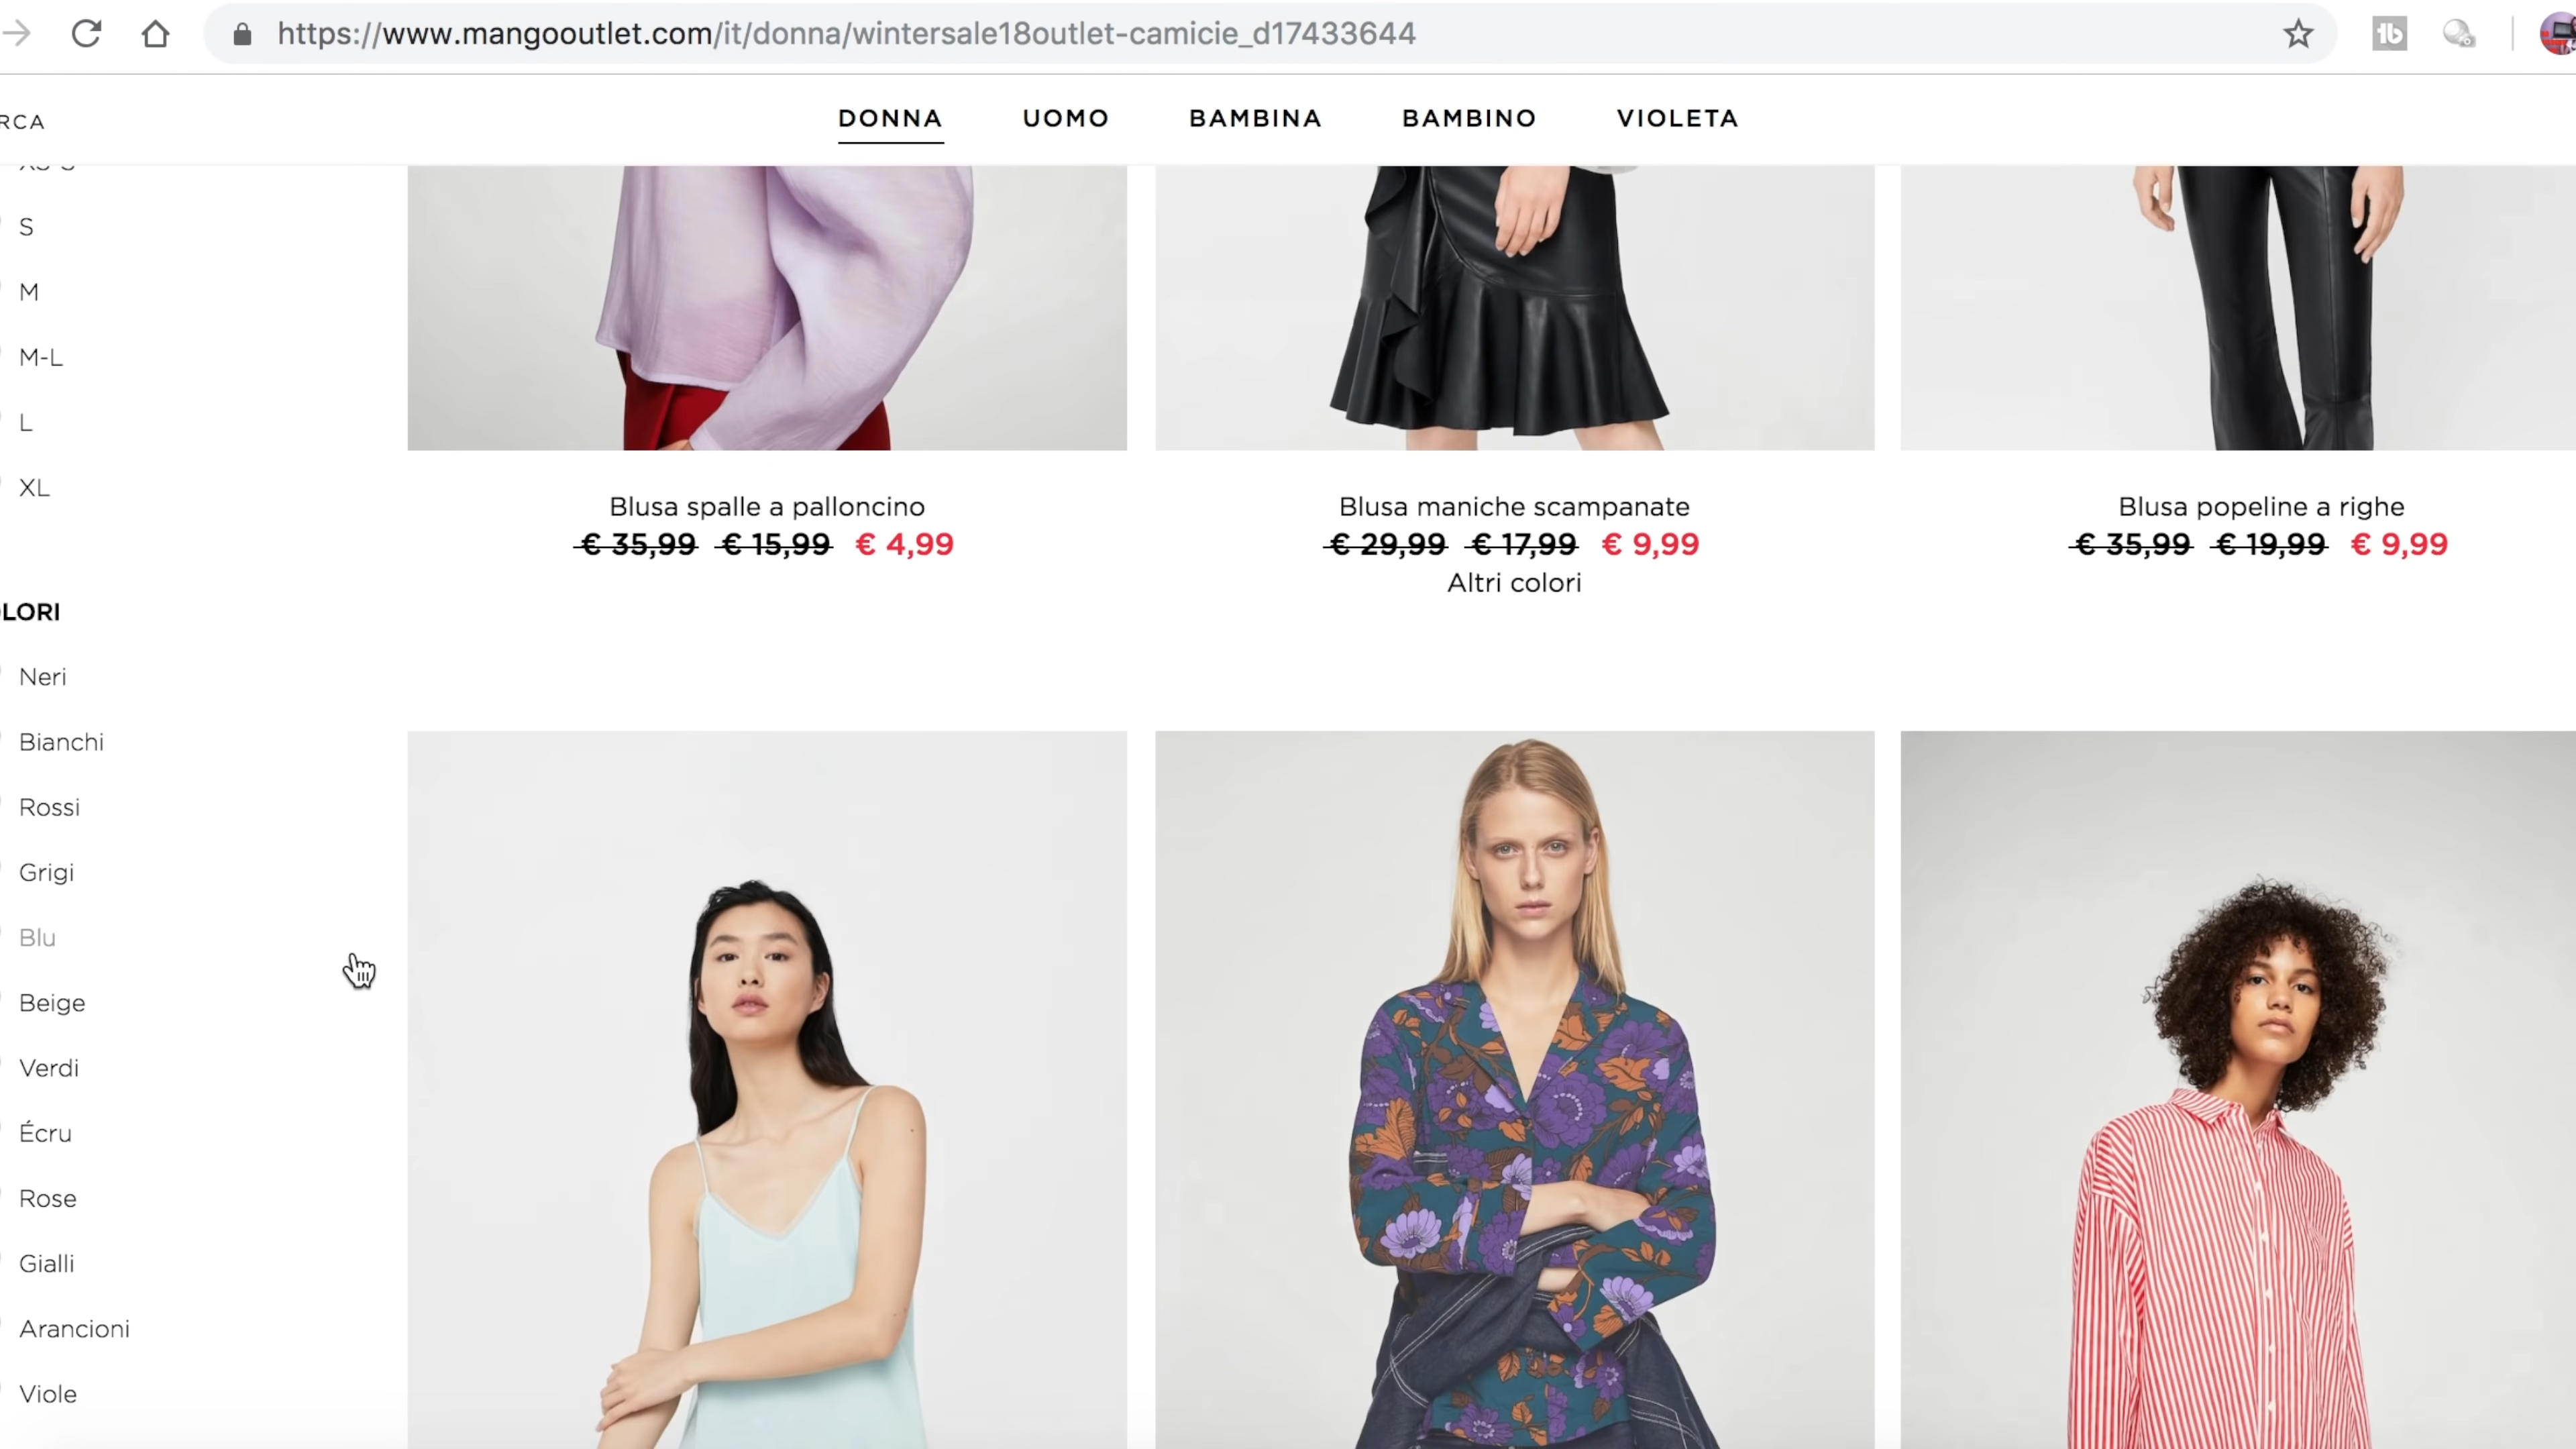 https://www.mangooutlet.com/it/donna/wintersale18outlet-camicie_d17433644
RCA
DONNA
UOMO
BAMBINA
BAMBINO
VIOLETA
S
M
M-L
L
XL
Blusa spalle a palloncino
€ 35,99 € 15,99 € 4,99
Blusa maniche scampanate
€ 29,99 € 17,99 € 9,99
Altri colori
Blusa popeline a righe
€ 35,99 € 19,99 € 9,99
LORI
Neri
Bianchi
Rossi
Grigi
Blu
Beige
Verdi
Écru
Rose
Gialli
Arancioni
Viole